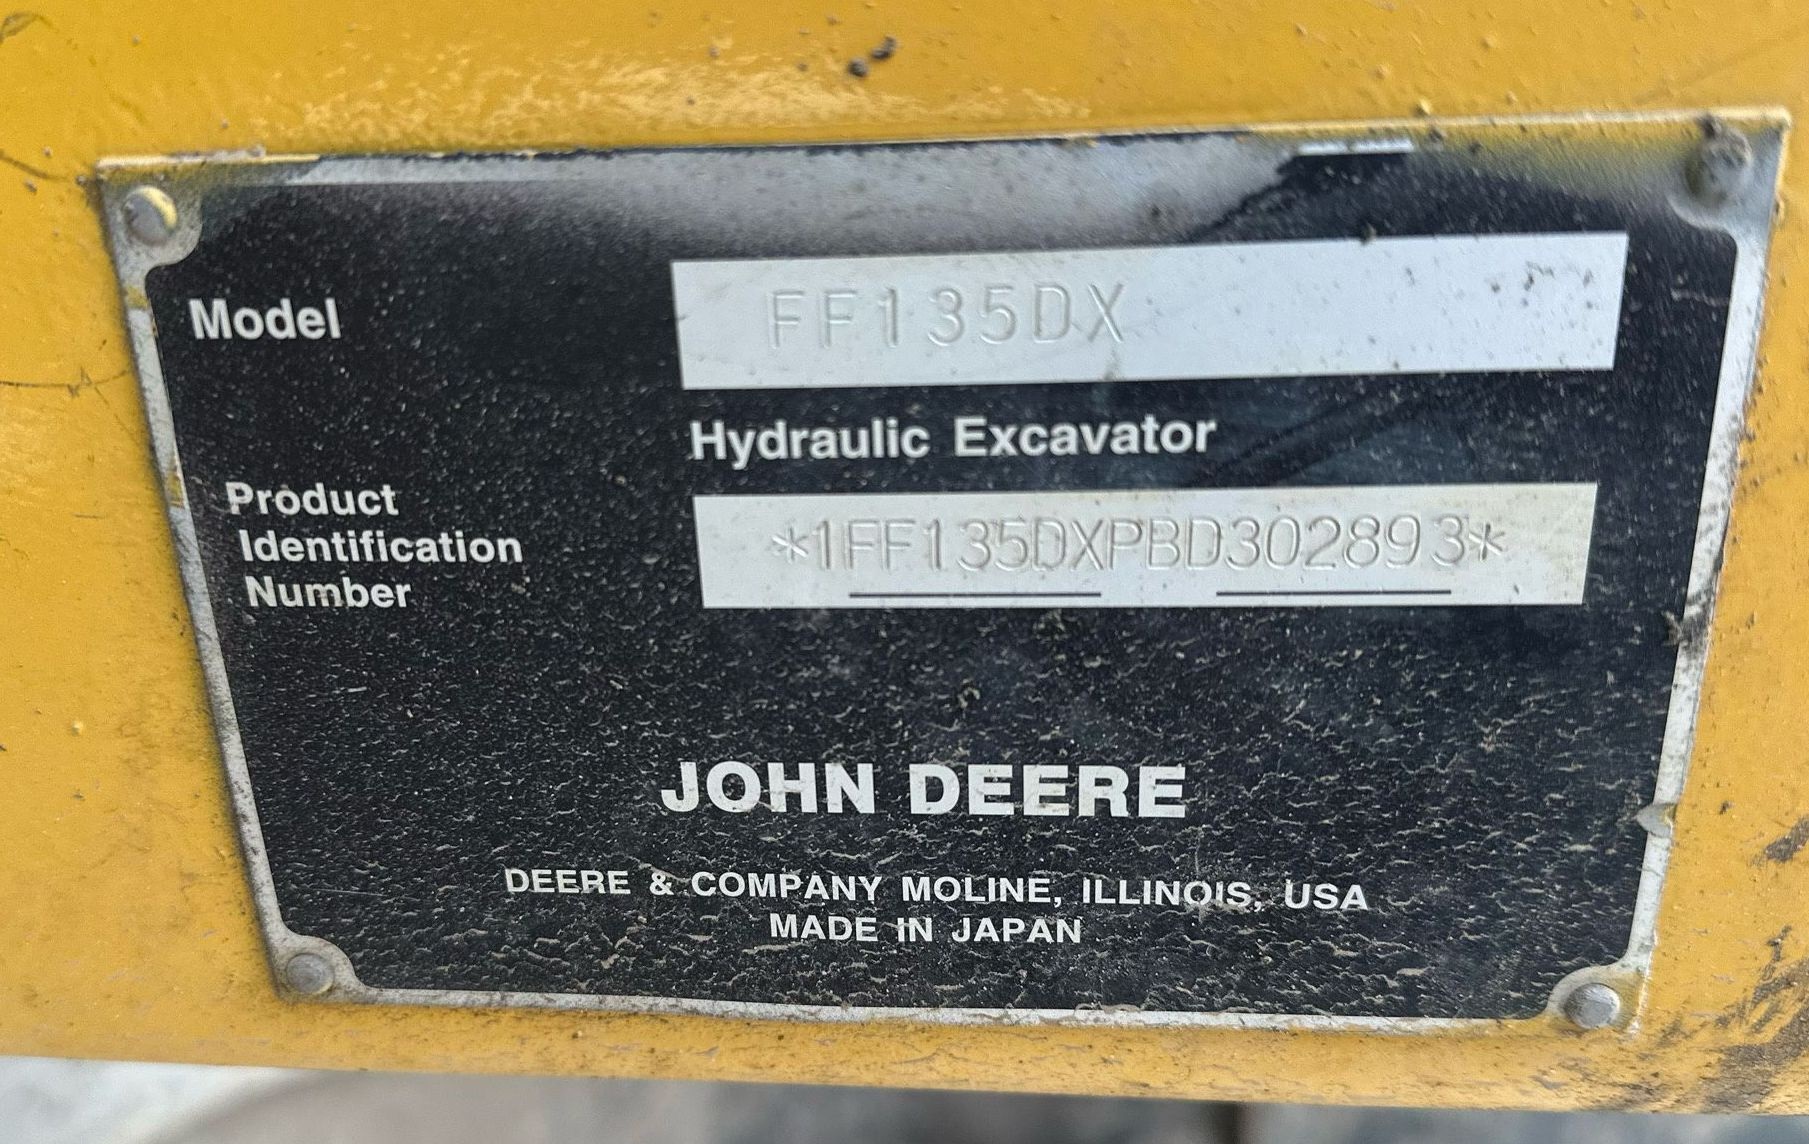 Model FF135DX
Hydraulic Excavator
Product
Identification
Number
*1FF135DXPBD302893*
JOHN DEERE
DEERE & COMPANY MOLINE, ILLINOIS, USA
MADE IN JAPAN